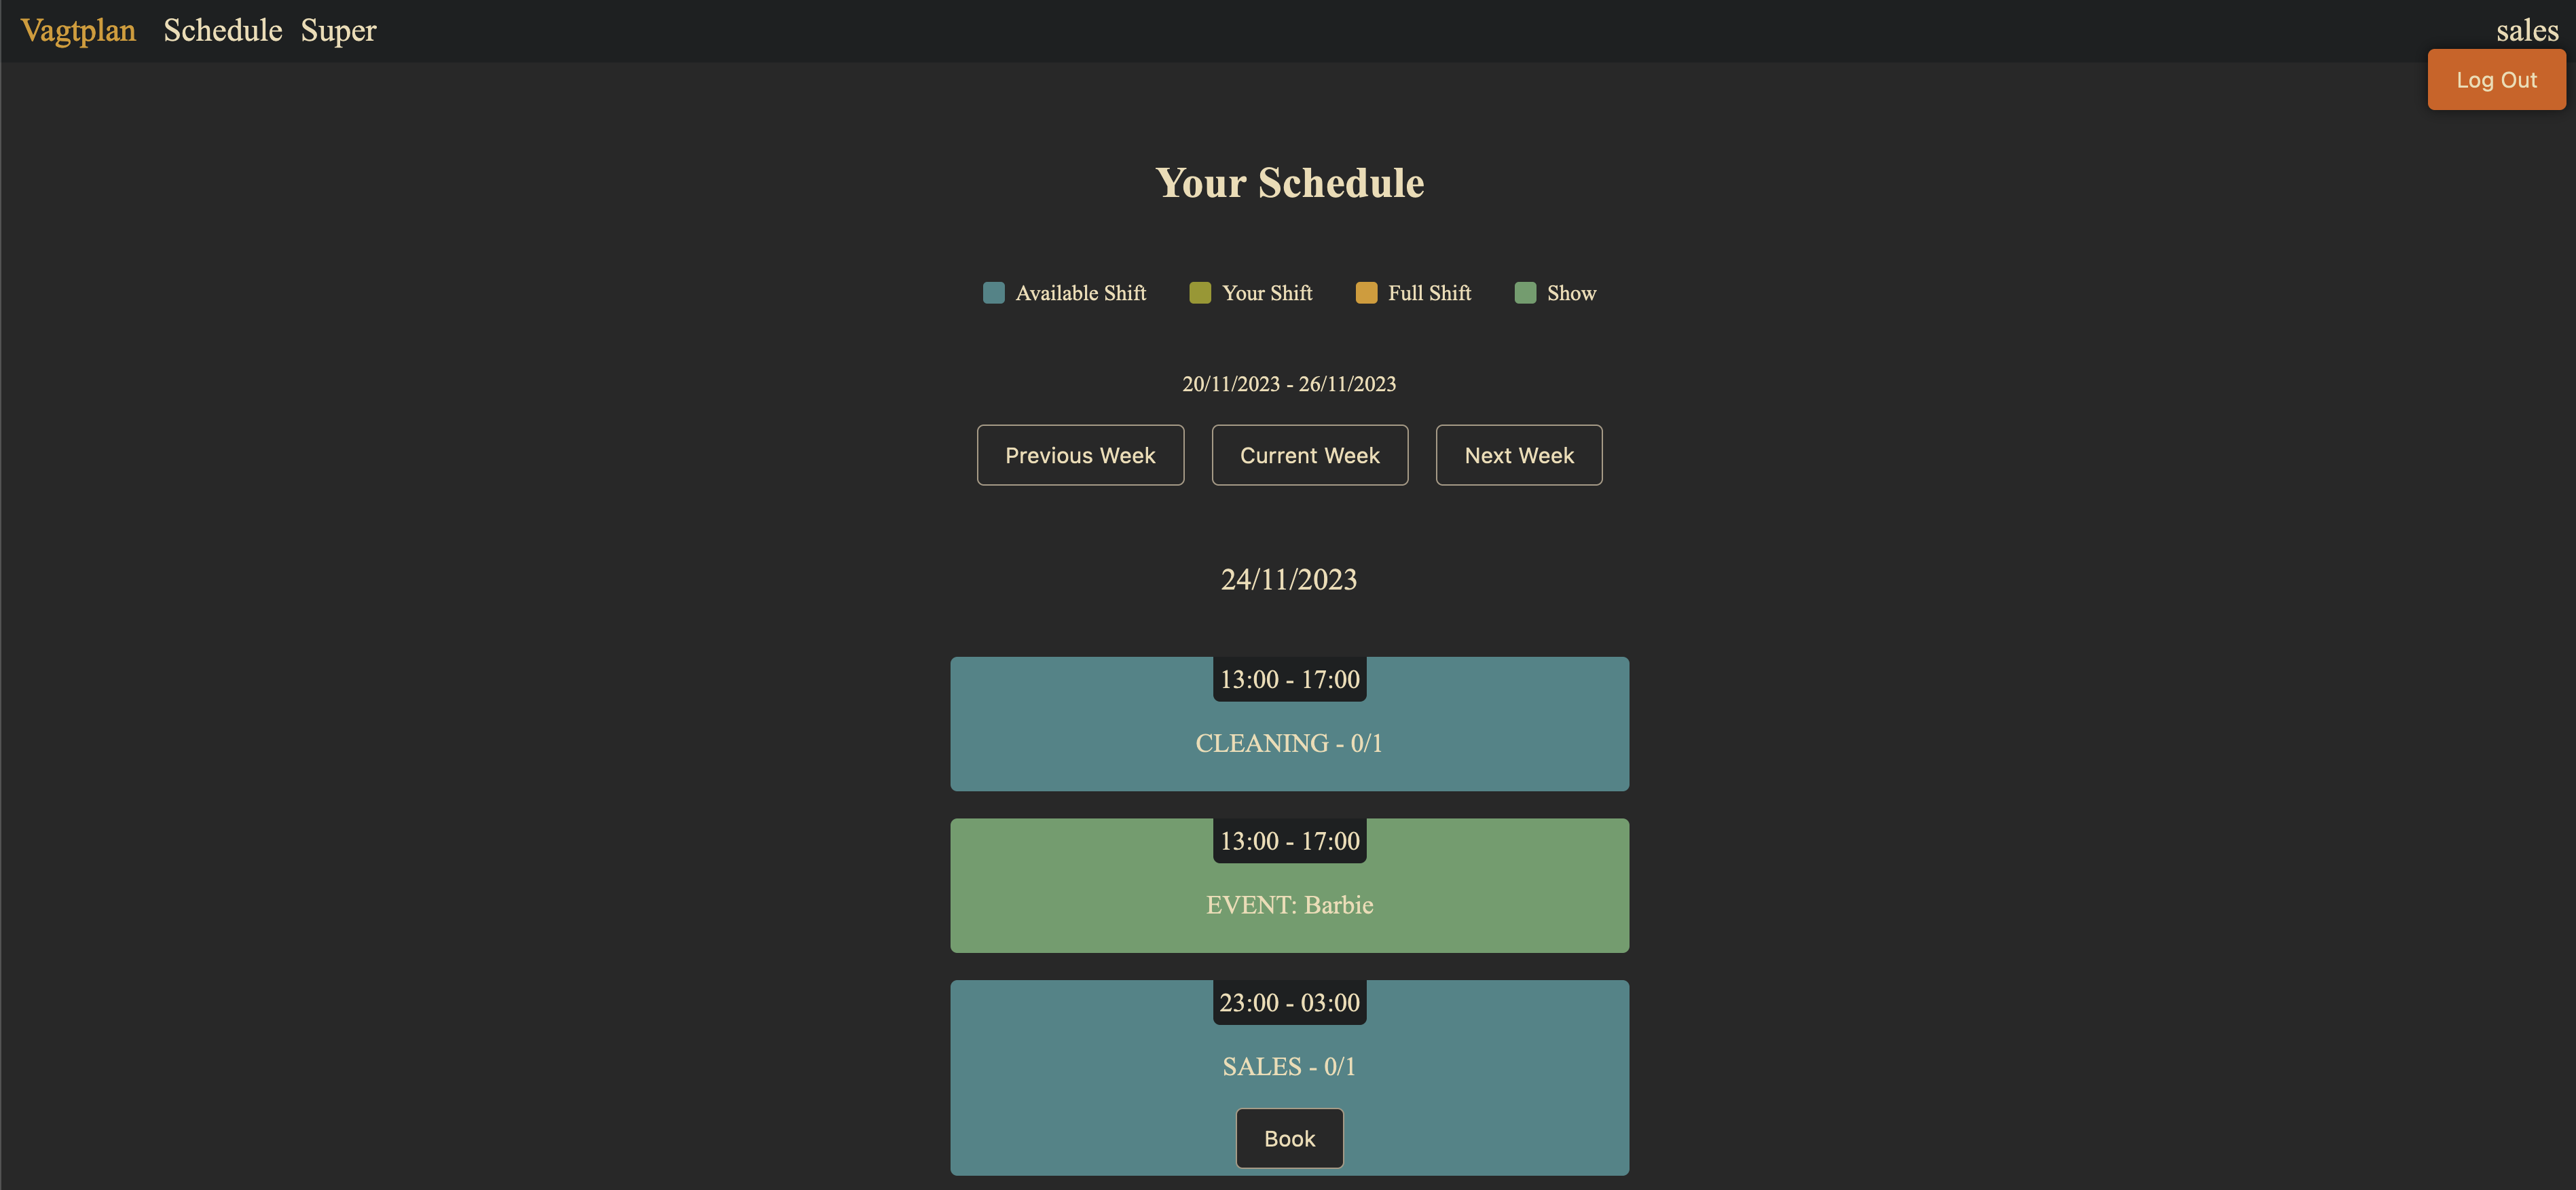 Vagtplan Schedule Super sales
Log Out
Your Schedule
Available Shift Your Shift Full Shift Show
20/11/2023 - 26/11/2023
Previous Week Current Week Next Week
24/11/2023
13:00 - 17:00
CLEANING - 0/1
13:00 - 17:00
EVENT: Barbie
23:00 - 03:00
SALES - 0/1
Book